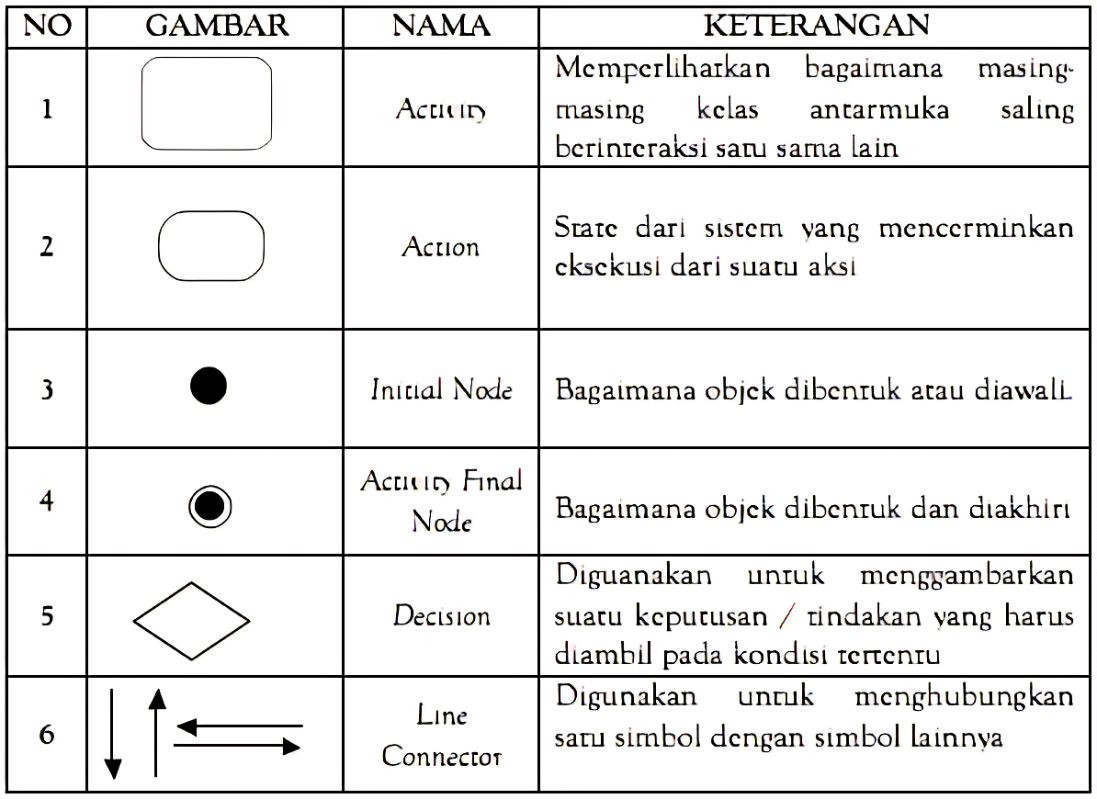 NO GAMBAR NAMA KETERANGAN
1 Activity Memperlihatkan bagaimana masing-
masing kelas antarmuka saling
berinteraksi satu sama lain
2 Action State dari sistem yang mencerminkan
eksekusi dari suatu aksi
3 Initial Node Bagaimana objek dibentuk atau diawali.
4 Activity Final
Node
Bagaimana objek dibentuk dan diakhiri
5 Decision Diguanakan untuk menggambarkan
suatu keputusan / tindakan yang harus
diambil pada kondisi tertentu
6 Line
Connector
Digunakan untuk menghubungkan
satu simbol dengan simbol lainnya